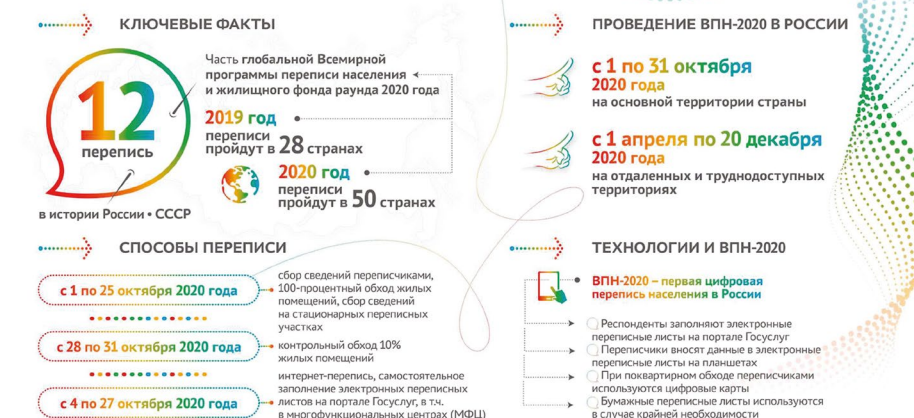 КЛЮЧЕВЫЕ ФАКТЫ
12
перепись
в истории России • СССР
Часть глобальной Всемирной
программы переписи населения
и жилищного фонда раунда 2020 года
2019 год
переписи
пройдут в 28 странах
2020 год
переписи
пройдут в 50 странах
ПРОВЕДЕНИЕ ВПН-2020 В РОССИИ
с 1 по 31 октября
2020 года
на основной территории страны
с 1 апреля по 20 декабря
2020 года
на отдаленных и труднодоступных
территориях
СПОСОБЫ ПЕРЕПИСИ
с 1 по 25 октября 2020 года
сбор сведений переписчиками,
100-процентный обход жилых
помещений, сбор сведений
на стационарных переписных
участках
с 28 по 31 октября 2020 года
контрольный обход 10%
жилых помещений
с 4 по 27 октября 2020 года
интернет-перепись, самостоятельное
заполнение электронных переписных
листов на портале Госуслуг, в т.ч.
в многофункциональных центрах (МФЦ)
ТЕХНОЛОГИИ И ВПН-2020
ВПН-2020 – первая цифровая
перепись населения в России
Респонденты заполняют электронные
переписные листы на портале Госуслуг
Переписчики вносят данные в электронные
переписные листы на планшетах
При поквартирном обходе переписчиками
используются цифровые карты
Бумажные переписные листы используются
в случае крайней необходимости